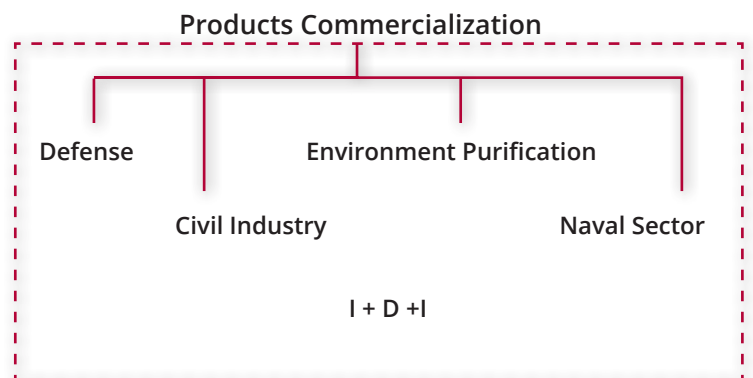 Products Commercialization
Defense
Environment Purification
Civil Industry
Naval Sector
I + D +I